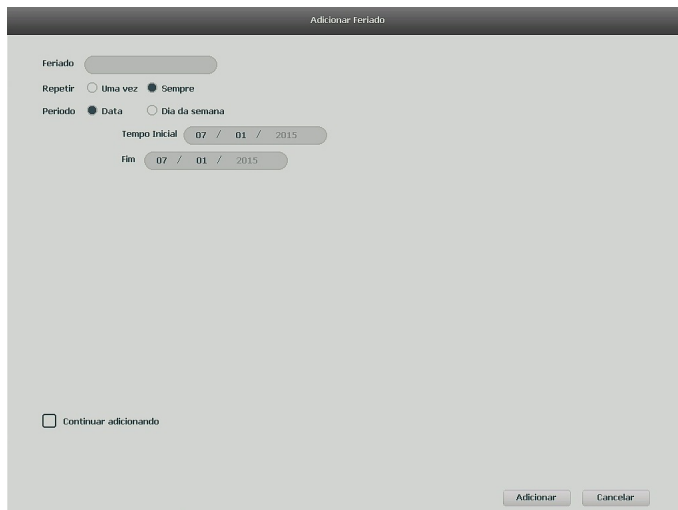 Adicionar Feriado
Feriado
Repetir Uma vez Sempre
Periodo Data Dia da semana
Tempo Inicial 07 / 01 / 2015
Fim 07 / 01 / 2015
Continuar adicionando
Adicionar Cancelar